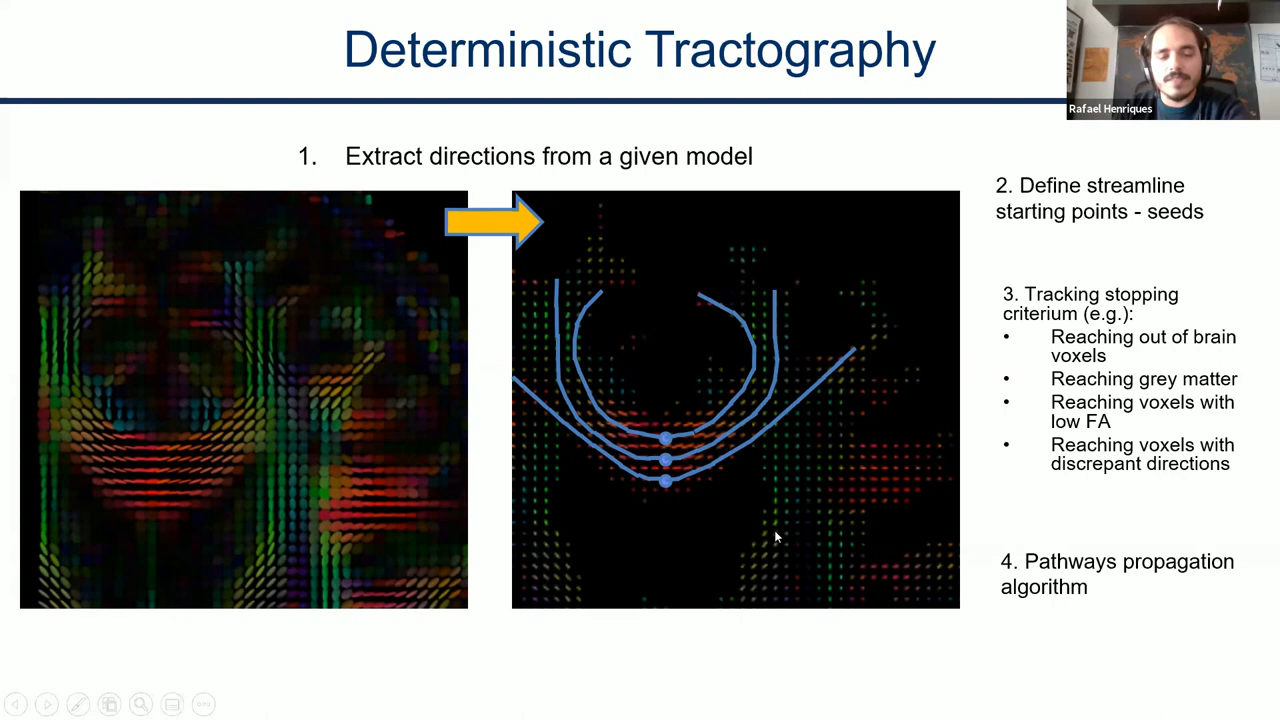 Deterministic Tractography
Rafael Henriques
1. Extract directions from a given model
2. Define streamline
starting points - seeds
3. Tracking stopping
criterium (e.g.):
• Reaching out of brain
voxels
• Reaching grey matter
• Reaching voxels with
low FA
• Reaching voxels with
discrepant directions
4. Pathways propagation
algorithm